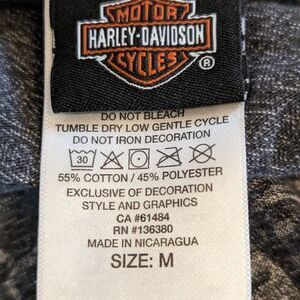 MOTOR
HARLEY-DAVIDSON
CYCLES
®
DO NOT BLEACH
TUMBLE DRY LOW GENTLE CYCLE
DO NOT IRON DECORATION
30
55% COTTON / 45% POLYESTER
EXCLUSIVE OF DECORATION
STYLE AND GRAPHICS
CA #61484
RN #136380
MADE IN NICARAGUA
SIZE: M